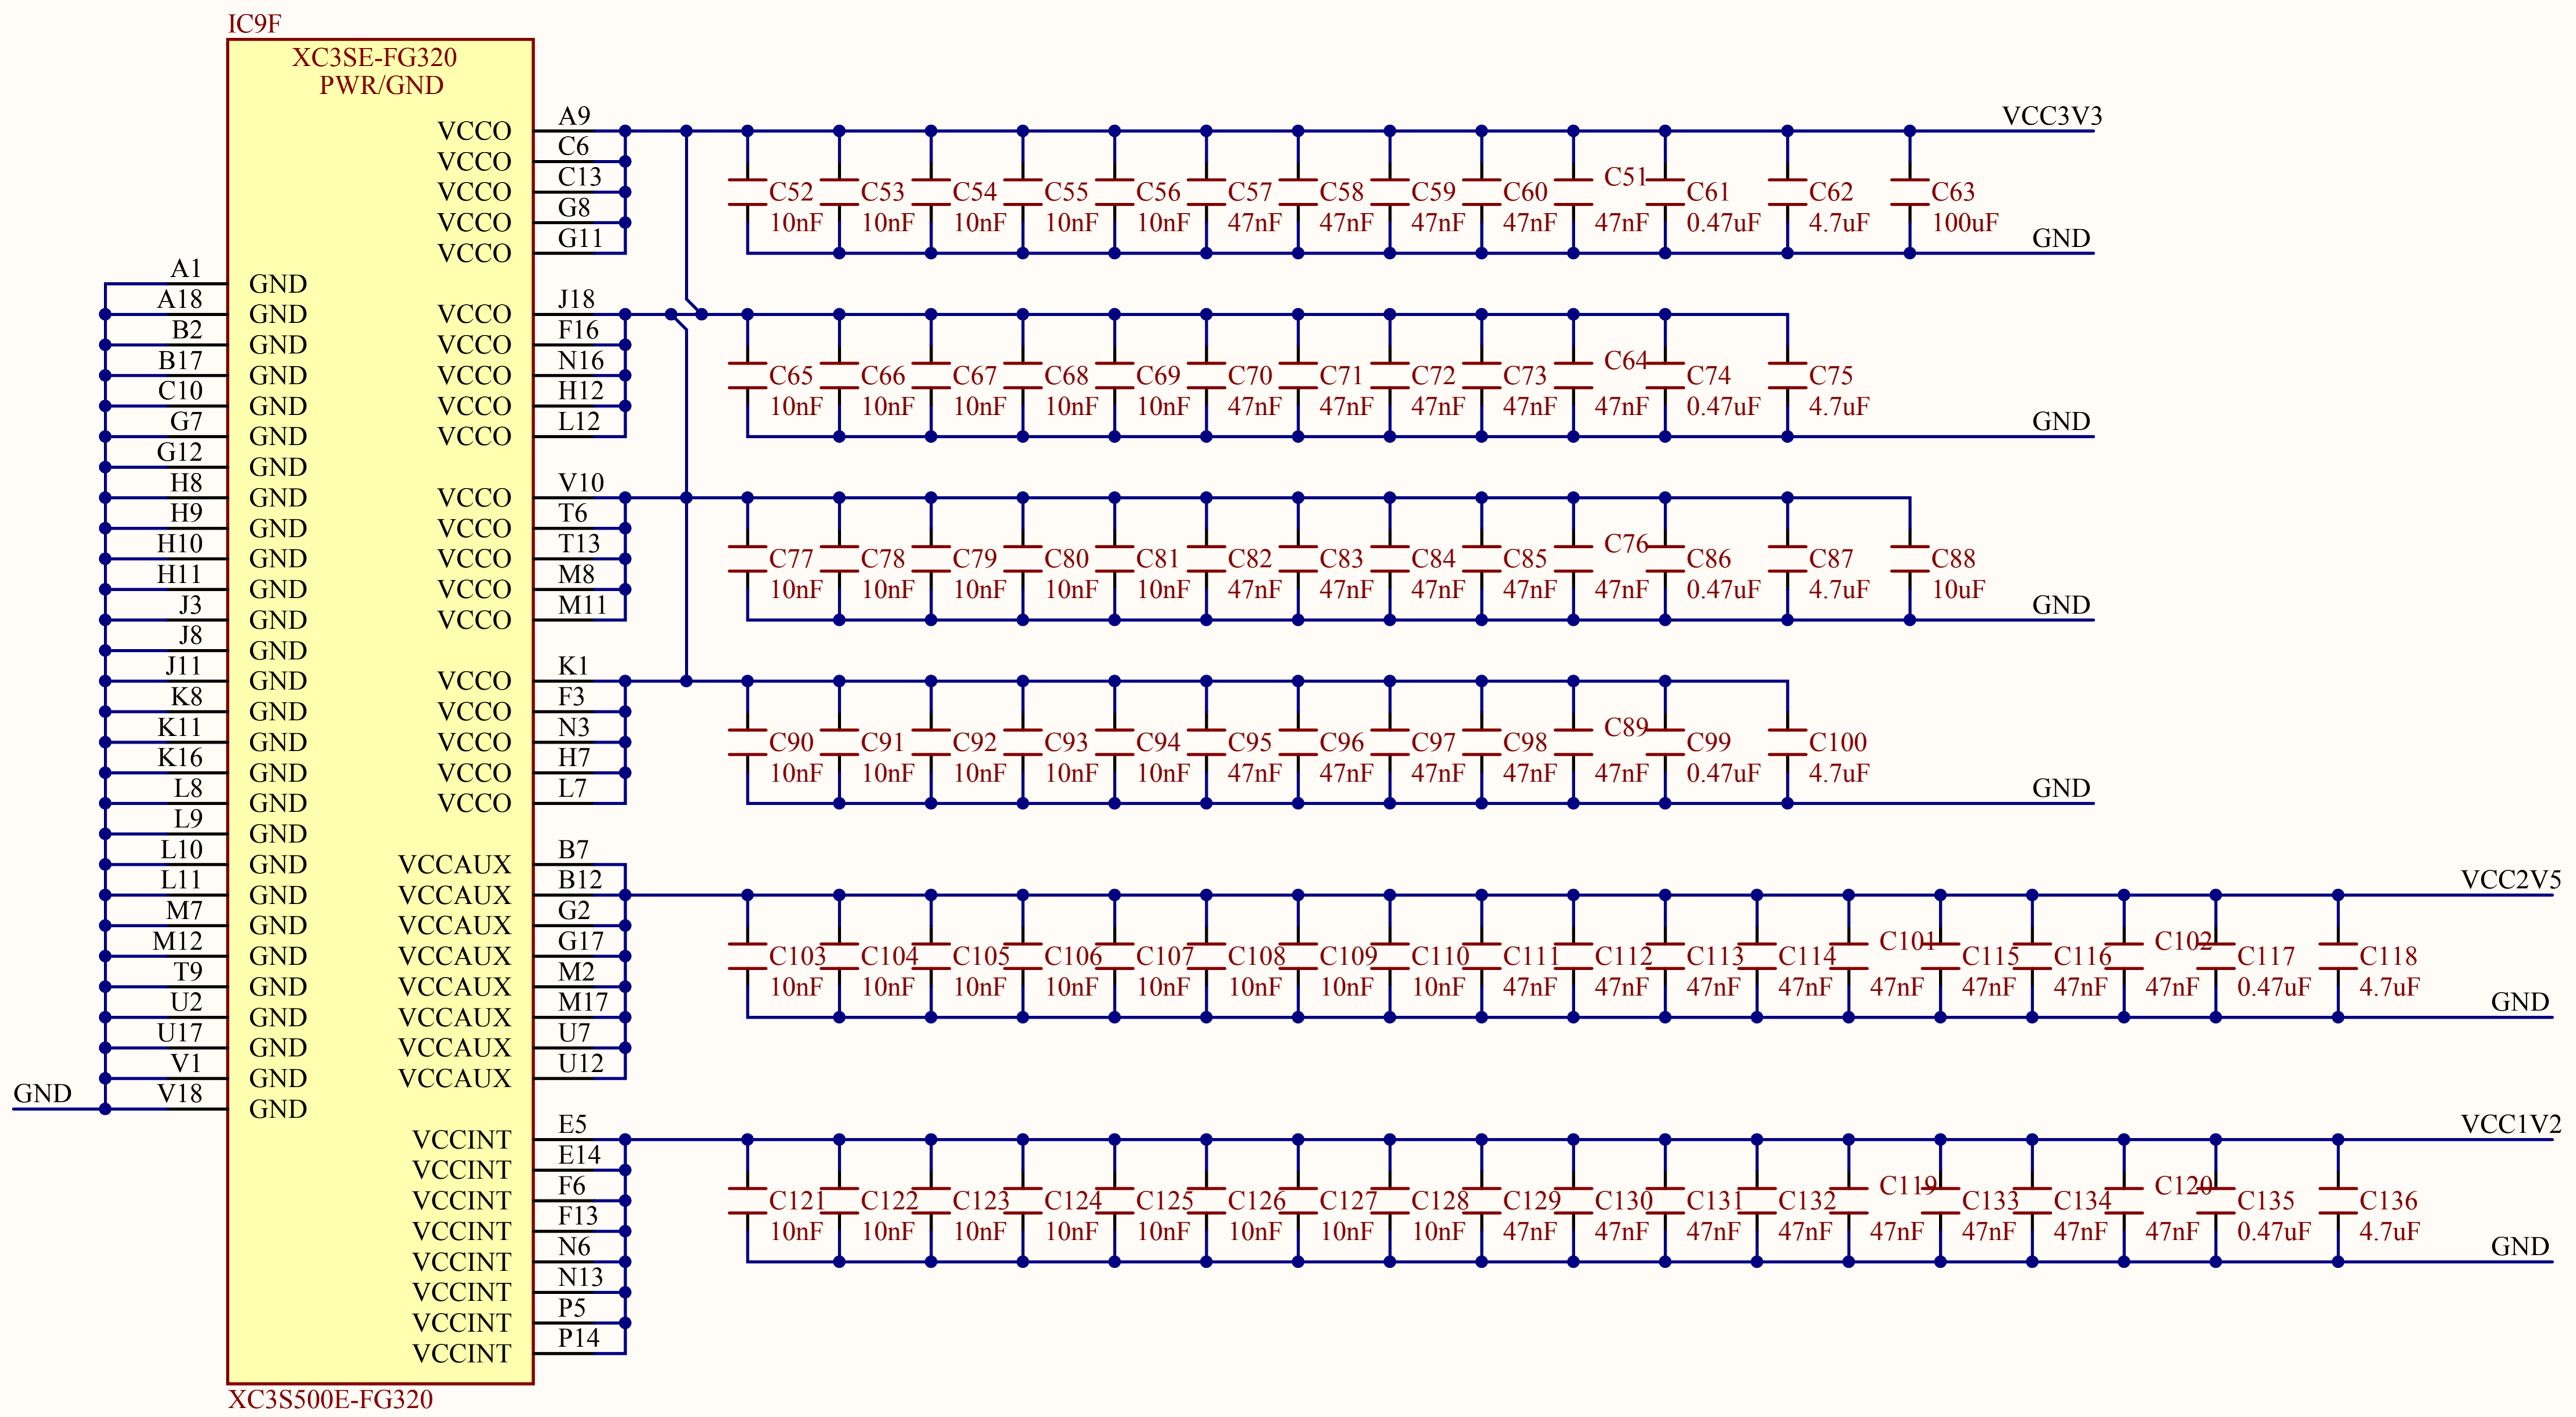 IC9F
XC3SE-FG320
PWR/GND
A9
VCCO
VCC3V3
C6
VCCO
C13
VCCO
C52 C53 C54 C55 C56 C57 C58 C59 C60 C51 C61 C62 C63
G8
VCCO
10nF 10nF 10nF 10nF 10nF 47nF 47nF 47nF 47nF 47nF 0.47uF 4.7uF 100uF
G11
VCCO
GND
A1
GND
A18
GND
J18
VCCO
B2
GND
F16
VCCO
B17
GND
N16
VCCO
C65 C66 C67 C68 C69 C70 C71 C72 C73 C64 C74 C75
C10
GND
H12
VCCO
10nF 10nF 10nF 10nF 10nF 47nF 47nF 47nF 47nF 47nF 0.47uF 4.7uF
G7
GND
L12
VCCO
GND
G12
GND
H8
GND
V10
VCCO
H9
GND
T6
VCCO
H10
GND
T13
VCCO
C77 C78 C79 C80 C81 C82 C83 C84 C85 C76 C86 C87 C88
H11
GND
M8
VCCO
10nF 10nF 10nF 10nF 10nF 47nF 47nF 47nF 47nF 47nF 0.47uF 4.7uF 10uF
J3
GND
M11
VCCO
GND
J8
GND
J11
GND
K1
VCCO
K8
GND
F3
VCCO
K11
GND
N3
VCCO
C90 C91 C92 C93 C94 C95 C96 C97 C98 C89 C99 C100
K16
GND
H7
VCCO
10nF 10nF 10nF 10nF 10nF 47nF 47nF 47nF 47nF 47nF 0.47uF 4.7uF
L8
GND
L7
VCCO
GND
L9
GND
L10
GND
B7
VCCAUX
L11
GND
B12
VCCAUX
VCC2V5
M7
GND
G2
VCCAUX
M12
GND
G17
VCCAUX
C103 C104 C105 C106 C107 C108 C109 C110 C111 C112 C113 C114 C101 C115 C116 C102 C117 C118
T9
GND
M2
VCCAUX
10nF 10nF 10nF 10nF 10nF 10nF 10nF 10nF 47nF 47nF 47nF 47nF 47nF 47nF 47nF 47nF 0.47uF 4.7uF
U2
GND
M17
VCCAUX
GND
U17
GND
U7
VCCAUX
V1
GND
U12
VCCAUX
GND
V18
GND
E5
VCCINT
VCC1V2
E14
VCCINT
F6
VCCINT
C121 C122 C123 C124 C125 C126 C127 C128 C129 C130 C131 C132 C119 C133 C134 C120 C135 C136
F13
VCCINT
10nF 10nF 10nF 10nF 10nF 10nF 10nF 10nF 47nF 47nF 47nF 47nF 47nF 47nF 47nF 47nF 0.47uF 4.7uF
N6
VCCINT
GND
N13
VCCINT
P5
VCCINT
P14
VCCINT
XC3S500E-FG320